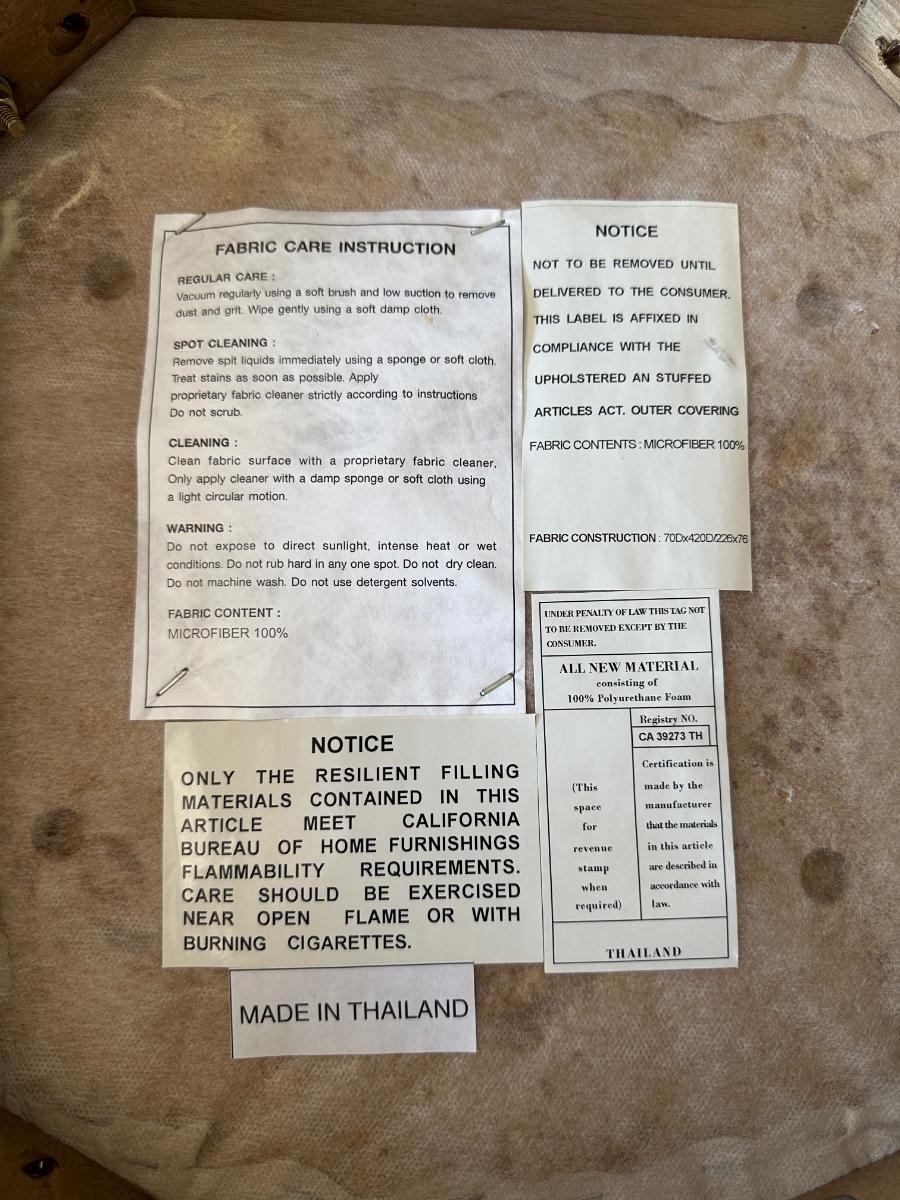 FABRIC CARE INSTRUCTION
REGULAR CARE :
Vacuum regularly using a soft brush and low suction to remove
dust and grit. Wipe gently using a soft damp cloth.
SPOT CLEANING :
Remove spit liquids immediately using a sponge or soft cloth.
Treat stains as soon as possible. Apply
proprietary fabric cleaner strictly according to instructions
Do not scrub.
CLEANING :
Clean fabric surface with a proprietary fabric cleaner,
Only apply cleaner with a damp sponge or soft cloth using
a light circular motion.
WARNING :
Do not expose to direct sunlight, intense heat or wet
conditions. Do not rub hard in any one spot. Do not dry clean.
Do not machine wash. Do not use detergent solvents.
FABRIC CONTENT :
MICROFIBER 100%
NOTICE
NOT TO BE REMOVED UNTIL
DELIVERED TO THE CONSUMER.
THIS LABEL IS AFFIXED IN
COMPLIANCE WITH THE
UPHOLSTERED AN STUFFED
ARTICLES ACT. OUTER COVERING
FABRIC CONTENTS : MICROFIBER 100%
FABRIC CONSTRUCTION : 70Dx420D/226x76
NOTICE
ONLY THE RESILIENT FILLING
MATERIALS CONTAINED IN THIS
ARTICLE MEET CALIFORNIA
BUREAU OF HOME FURNISHINGS
FLAMMABILITY REQUIREMENTS.
CARE SHOULD BE EXERCISED
NEAR OPEN FLAME OR WITH
BURNING CIGARETTES.
UNDER PENALTY OF LAW THIS TAG NOT
TO BE REMOVED EXCEPT BY THE
CONSUMER.
ALL NEW MATERIAL
consisting of
100% Polyurethane Foam
(This
space
for
revenue
stamp
when
required)
Registry NO.
CA 39273 TH
Certification is
made by the
manufacturer
that the materials
in this article
are described in
accordance with
law.
THAILAND
MADE IN THAILAND